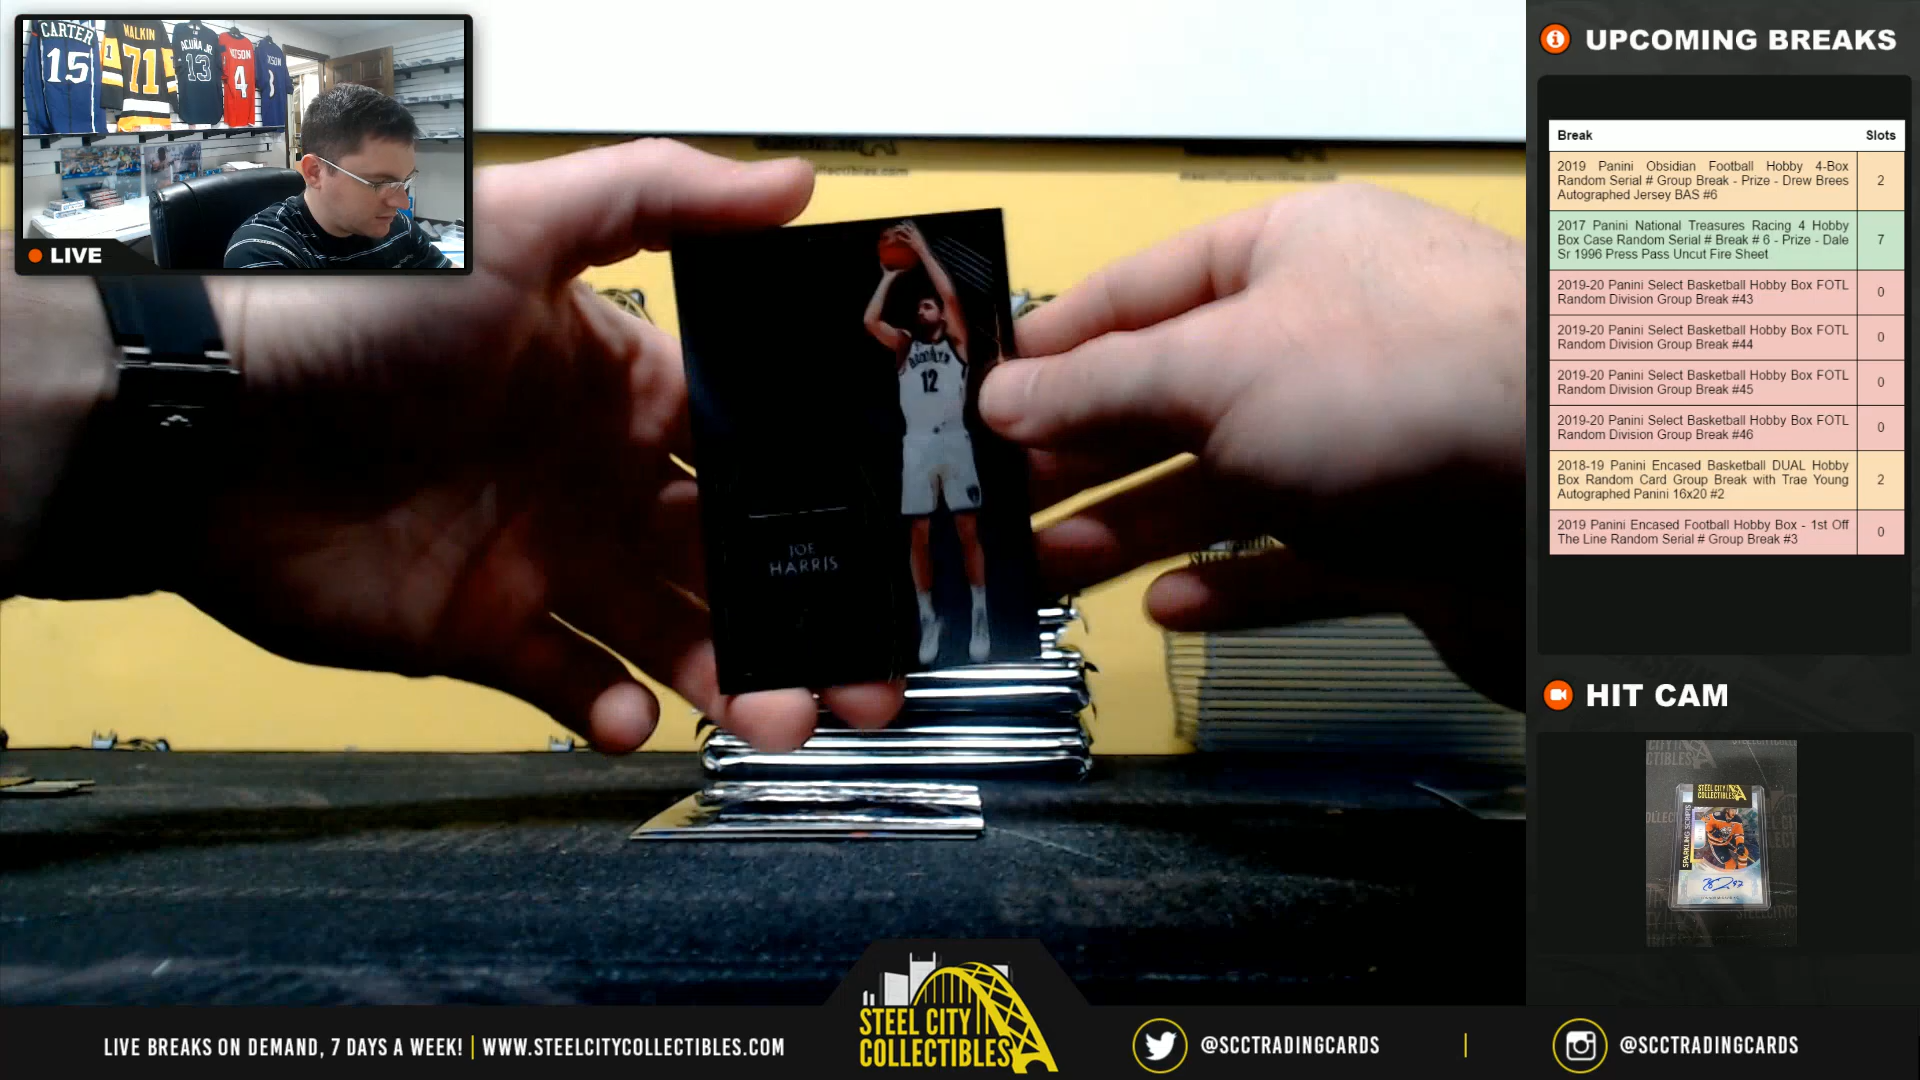 CARTER
15
MALKIN
71
ACUÑA JR
13
4
LIVE
BROOKLYN
12
JOE
HARRIS
UPCOMING BREAKS
Break Slots
2019 Panini Obsidian Football Hobby 4-Box
Random Serial # Group Break - Prize - Drew Brees
Autographed Jersey BAS #6
2
2017 Panini National Treasures Racing 4 Hobby
Box Case Random Serial # Break # 6 - Prize - Dale
Sr 1996 Press Pass Uncut Fire Sheet
7
2019-20 Panini Select Basketball Hobby Box FOTL
Random Division Group Break #43
0
2019-20 Panini Select Basketball Hobby Box FOTL
Random Division Group Break #44
0
2019-20 Panini Select Basketball Hobby Box FOTL
Random Division Group Break #45
0
2019-20 Panini Select Basketball Hobby Box FOTL
Random Division Group Break #46
0
2018-19 Panini Encased Basketball DUAL Hobby
Box Random Card Group Break with Trae Young
Autographed Panini 16x20 #2
2
2019 Panini Encased Football Hobby Box - 1st Off
The Line Random Serial # Group Break #3
0
HIT CAM
STEEL CITY
COLLECTIBLES
SPARKLING SCRIPTS
LIVE BREAKS ON DEMAND, 7 DAYS A WEEK! | WWW.STEELCITYCOLLECTIBLES.COM
STEEL CITY
COLLECTIBLES
@SCCTRADINGCARDS
@SCCTRADINGCARDS